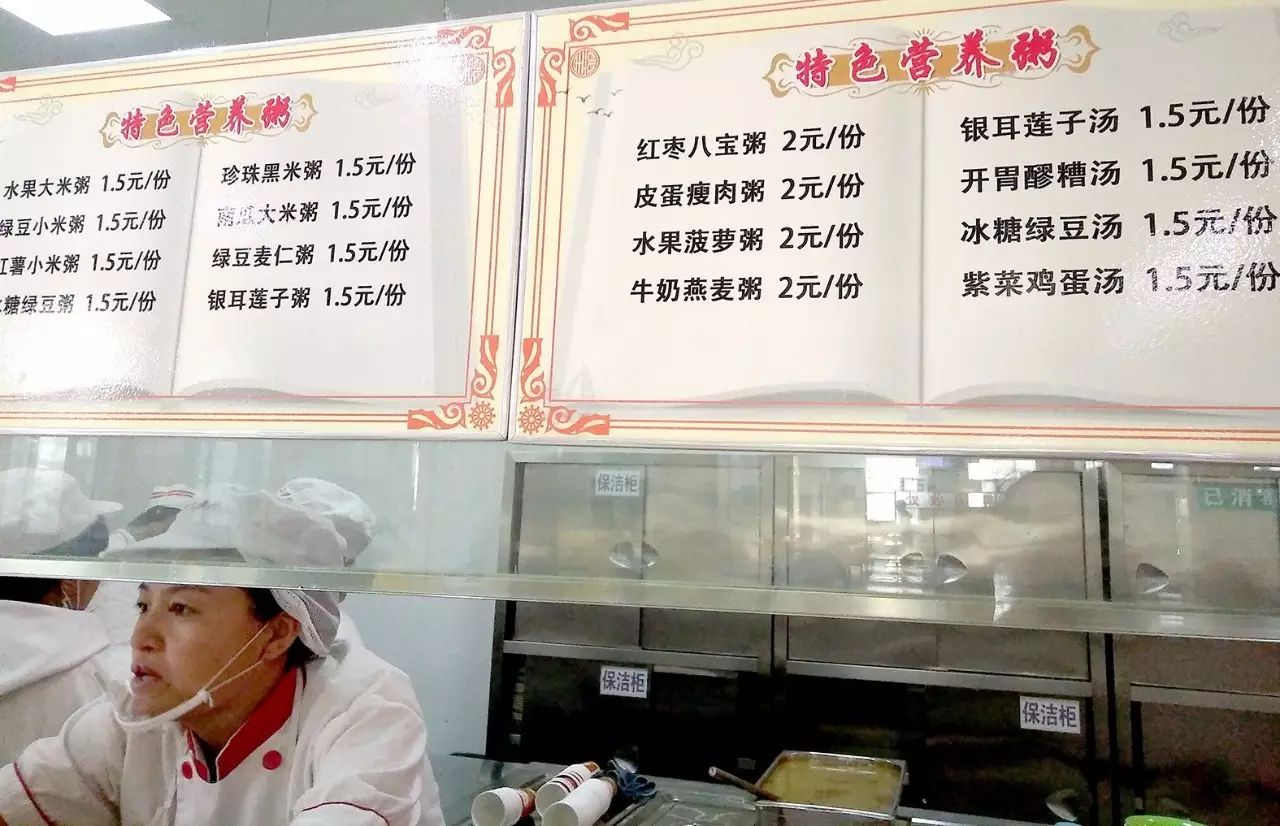 特色营养粥
水果大米粥 1.5元/份
绿豆小米粥 1.5元/份
红薯小米粥 1.5元/份
冰糖绿豆粥 1.5元/份
珍珠黑米粥 1.5元/份
南瓜大米粥 1.5元/份
绿豆麦仁粥 1.5元/份
银耳莲子粥 1.5元/份
特色营养粥
红枣八宝粥 2元/份
皮蛋瘦肉粥 2元/份
水果菠萝粥 2元/份
牛奶燕麦粥 2元/份
银耳莲子汤 1.5元/份
开胃醪糟汤 1.5元/份
冰糖绿豆汤 1.5元/份
紫菜鸡蛋汤 1.5元/份
保洁柜
已消毒
保洁柜
保洁柜